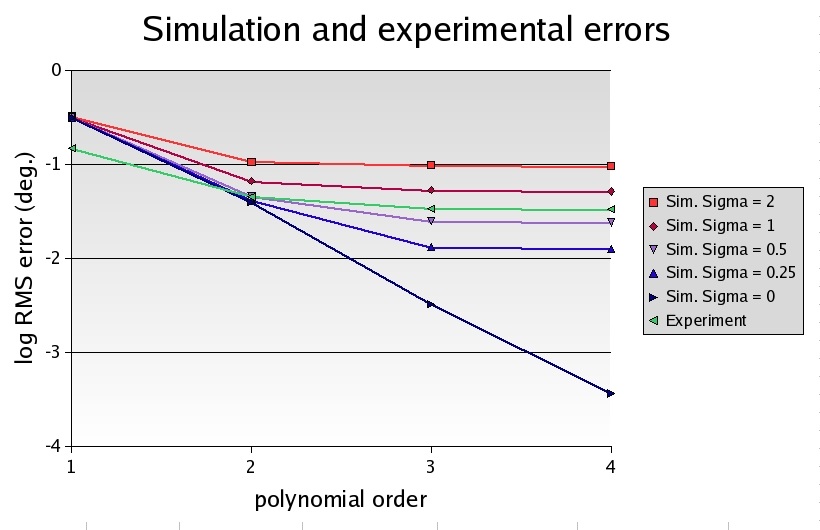 Simulation and experimental errors
0
-1
-2
-3
-4
log RMS error (deg.)
1 2 3 4
polynomial order
Sim. Sigma = 2
Sim. Sigma = 1
Sim. Sigma = 0.5
Sim. Sigma = 0.25
Sim. Sigma = 0
Experiment